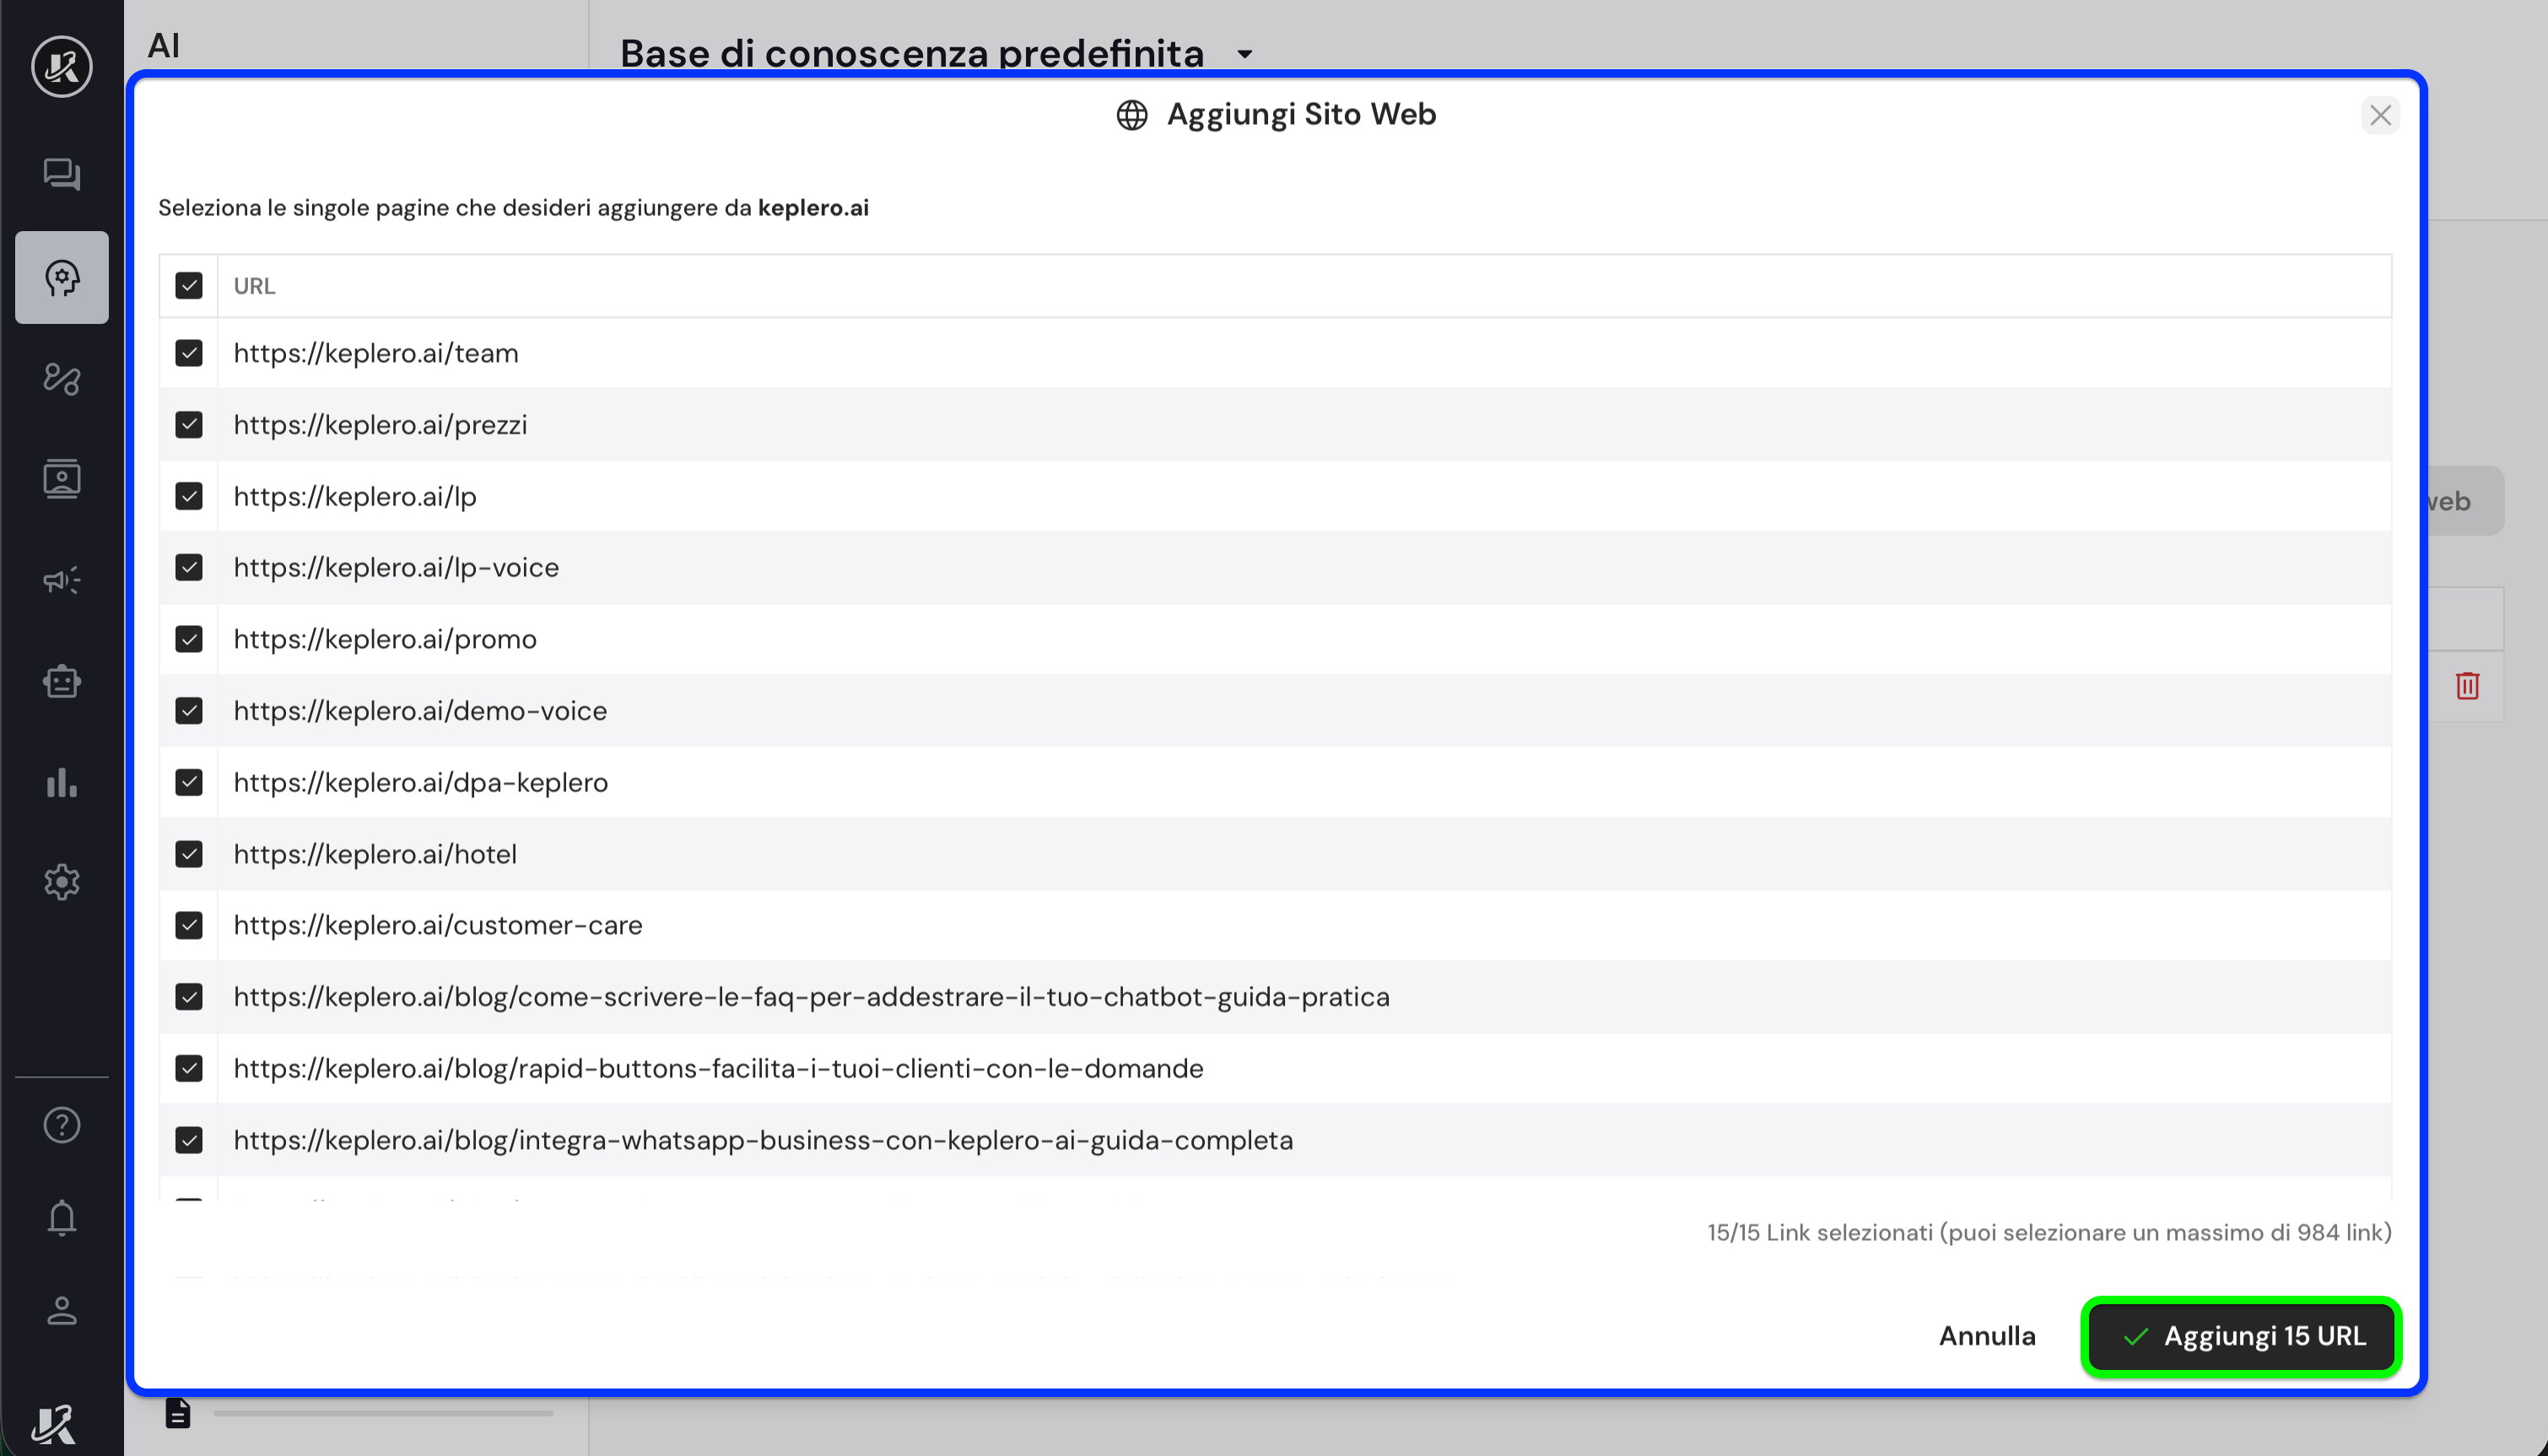 AI
Base di conoscenza predefinita
Aggiungi Sito Web
Seleziona le singole pagine che desideri aggiungere da keplero.ai
URL
https://keplero.ai/team
https://keplero.ai/prezzi
https://keplero.ai/lp
https://keplero.ai/lp-voice
https://keplero.ai/promo
https://keplero.ai/demo-voice
https://keplero.ai/dpa-keplero
https://keplero.ai/hotel
https://keplero.ai/customer-care
https://keplero.ai/blog/come-scrivere-le-faq-per-addestrare-il-tuo-chatbot-guida-pratica
https://keplero.ai/blog/rapid-buttons-facilita-i-tuoi-clienti-con-le-domande
https://keplero.ai/blog/integra-whatsapp-business-con-keplero-ai-guida-completa
15/15 Link selezionati (puoi selezionare un massimo di 984 link)
Annulla
Aggiungi 15 URL
web